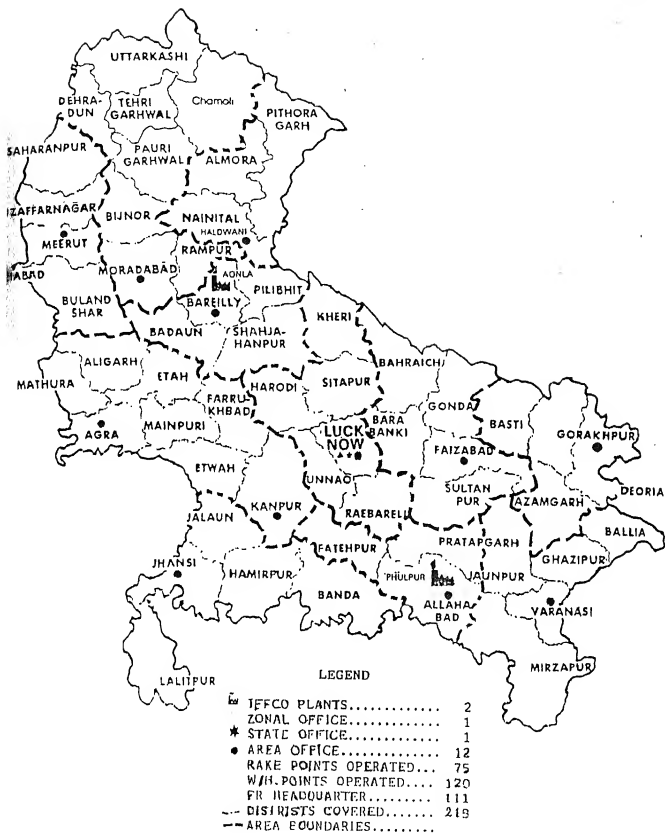 UTTARKASHI
DEHRA-
DUN
TEHRI
GARHWAL
Chamoli
PITHORA
GARH
SAHARANPUR
PAURI
GARHWAL
ALMORA
ZAFFARNAGAR
BIJNOR
NAINITAL
HALDWANI
MEERUT
RAMPUR
MORADABAD
AONLA
PILIBHIT
BULAND
SHAR
BAREILLY
BADAUN
SHAHJA-
HANPUR
KHERI
BAHRAICH
MATHURA
ALIGARH
ETAH
FARRU
KHBAD
HARODI
SITAPUR
GONDA
BASTI
GORAKHPUR
AGRA
MAINPURI
LUCK
NOW
BARA
BANKI
FAIZABAD
DEORIA
ETWAH
UNNAO
SULTAN
PUR
AZAMGARH
JALAUN
KANPUR
RAEBARELI
BALLIA
PRATAPGARH
GHAZIPUR
FATEHPUR
JHANSI
HAMIRPUR
PHULPUR
JAUNPUR
BANDA
ALLAHA
BAD
VARANASI
MIRZAPUR
LALITPUR
LEGEND
IFFCO PLANTS............. 2
ZONAL OFFICE............. 1
STATE OFFICE............. 1
AREA OFFICE.............. 12
RAKE POINTS OPERATED... 75
W/H.POINTS OPERATED.... 120
FR HEADQUARTER......... 111
DISTRISTS COVERED....... 219
AREA BOUNDARIES.........